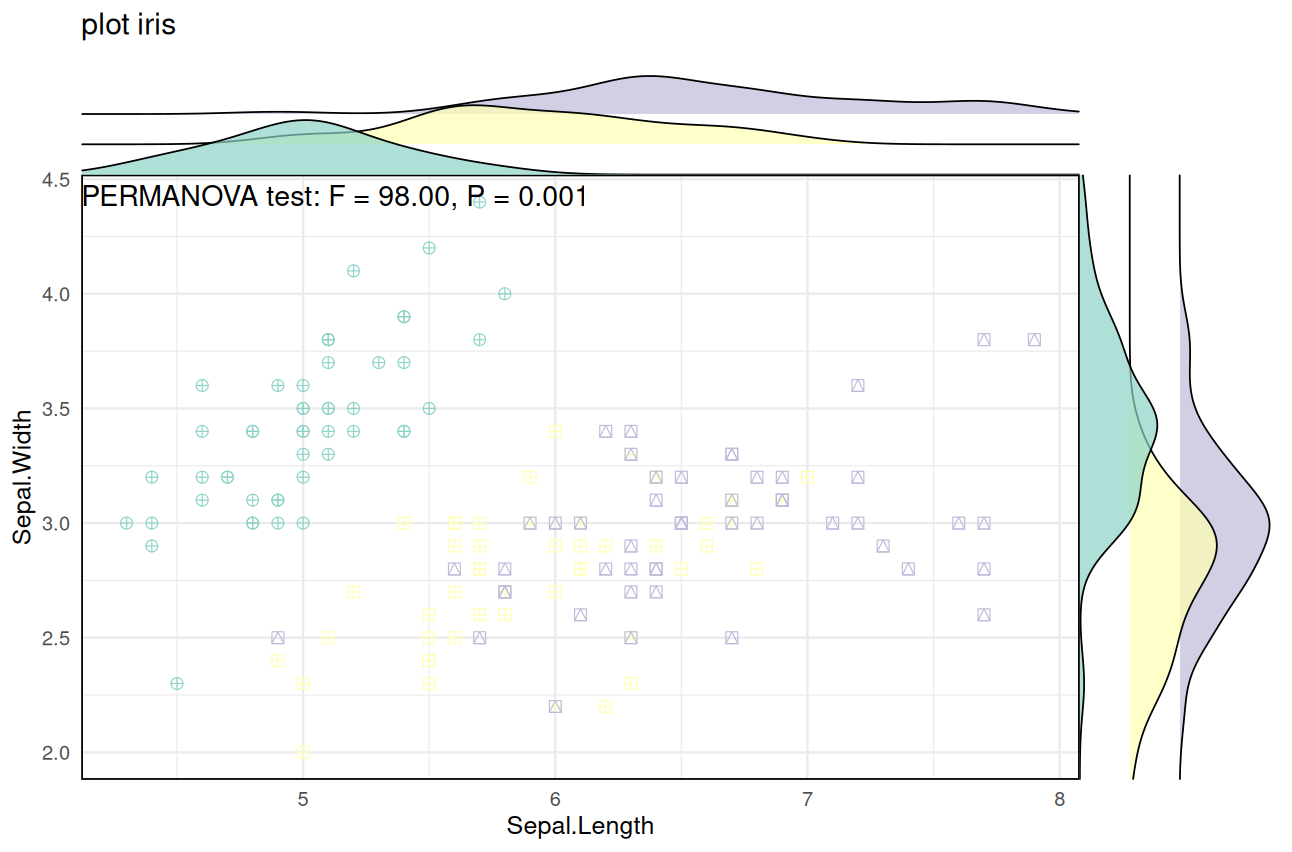 plot iris
PERMANOVA test: F = 98.00, P = 0.001
4.5
4.0
3.5
3.0
2.5
2.0
Sepal.Width
5 6 7 8
Sepal.Length